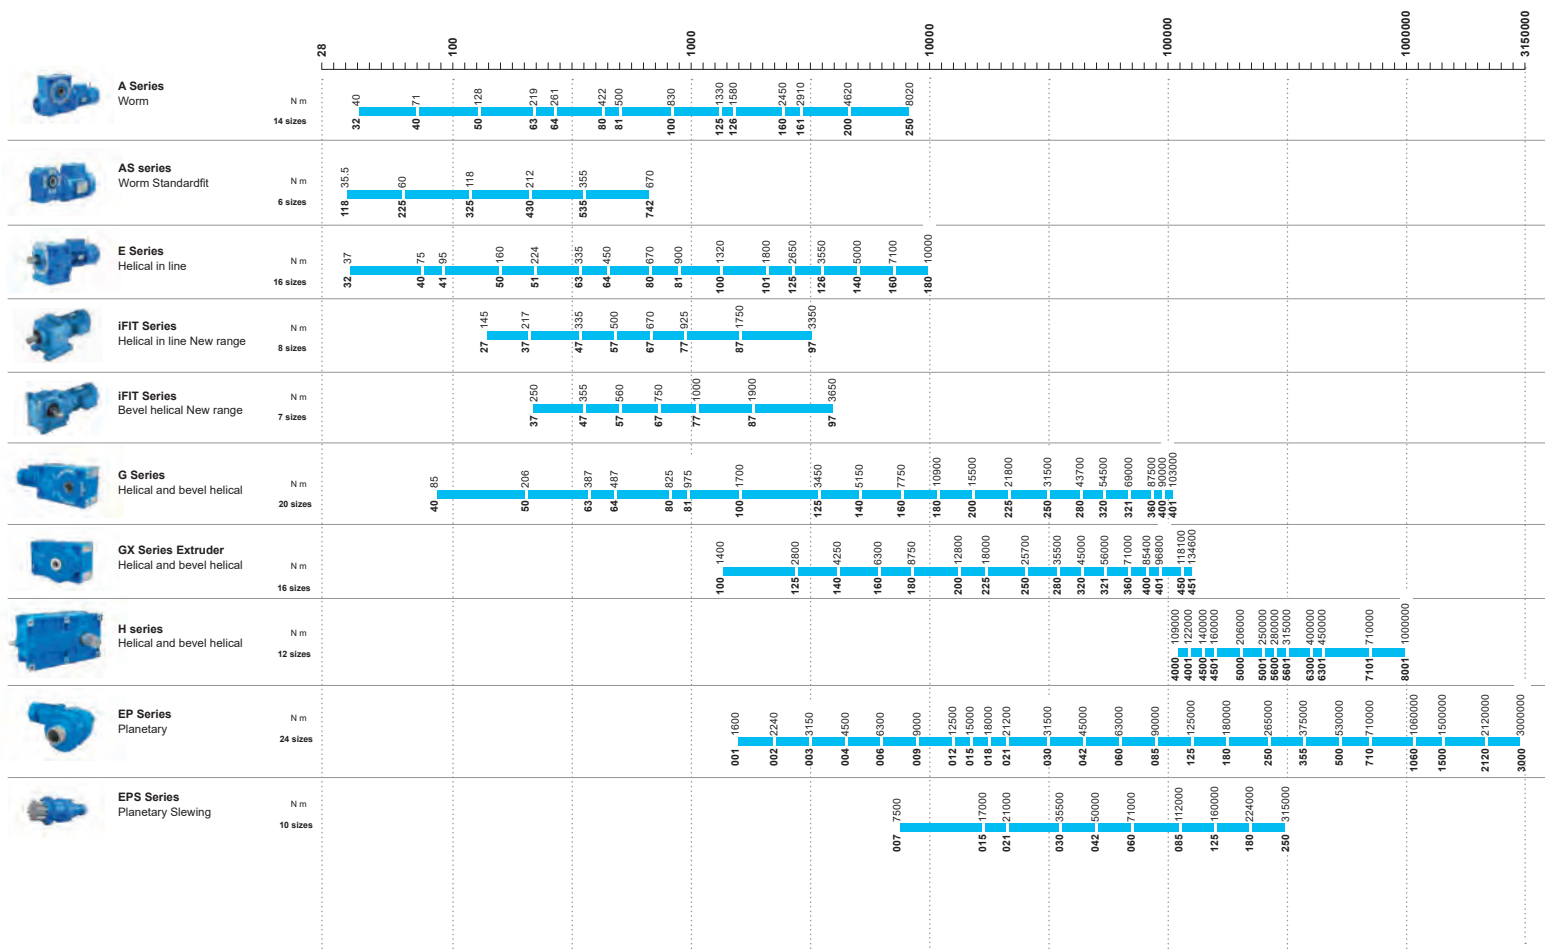 28 100 1000 10000 100000 1000000 3150000
A Series
Worm
N m 40 71 128 219 261 422 500 830 1330 1580 2450 2910 4620 8020
14 sizes 32 40 50 63 64 80 81 100 125 126 160 161 200 250
AS series
Worm Standardfit
N m 35.5 60 118 212 355 670
6 sizes 118 225 325 430 535 742
E Series
Helical in line
N m 37 75 95 160 224 335 450 670 900 1320 1800 2650 3550 5000 7100 10000
16 sizes 32 40 41 50 51 63 64 80 81 100 101 125 126 140 160 180
iFIT Series
Helical in line New range
N m 145 217 335 500 670 925 1750 3350
8 sizes 27 37 47 57 67 77 87 97
iFIT Series
Bevel helical New range
N m 250 355 560 750 1000 1900 3650
7 sizes 37 47 57 67 77 87 97
G Series
Helical and bevel helical
N m 85 206 387 487 825 975 1700 3450 5150 7750 10900 15500 21800 31500 43700 54500 69000 87500 90000 103000
20 sizes 40 50 63 64 80 81 100 125 140 160 180 200 225 250 280 320 321 360 400 401
GX Series Extruder
Helical and bevel helical
N m 1400 2800 4250 6300 8750 12800 18000 25700 35500 45000 56000 71000 85400 96800 118100 134600
16 sizes 100 125 140 160 180 200 225 250 280 320 321 360 400 401 450 451
H series
Helical and bevel helical
N m 109000 122000 140000 160000 206000 250000 280000 315000 400000 450000 710000 1000000
12 sizes 4000 4001 4500 4501 5000 5001 5600 5601 6300 6301 7101 8001
EP Series
Planetary
N m 1600 2240 3150 4500 6300 9000 12500 15000 18000 21200 31500 45000 63000 90000 125000 180000 265000 375000 530000 710000 1060000 1500000 2120000 3000000
24 sizes 001 002 003 004 006 009 012 015 018 021 030 042 060 085 125 180 250 355 500 710 1060 1500 2120 3000
EPS Series
Planetary Slewing
N m 7500 17000 21000 35500 50000 71000 112000 160000 224000 315000
10 sizes 007 015 021 030 042 060 085 125 180 250